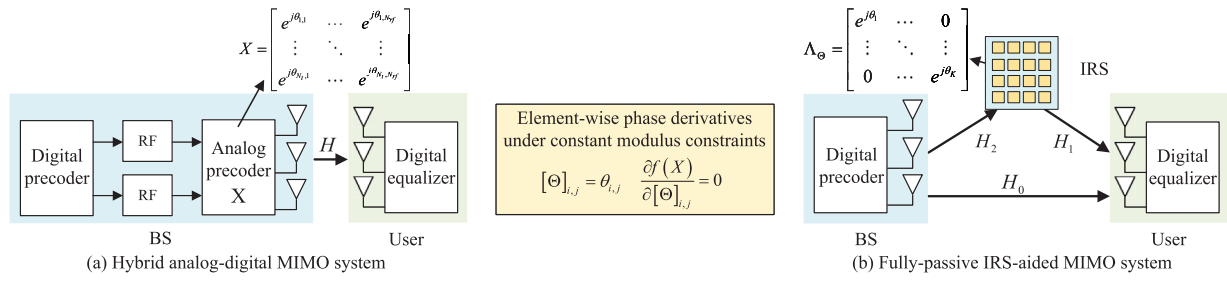 X = [e^{jθ_{1,1}} ⋯ e^{jθ_{1,N_{rf}}}
⋮ ⋱ ⋮
e^{jθ_{N_t,1}} ⋯ e^{jθ_{N_t,N_{rf}}}]
Digital
precoder
RF
RF
Analog
precoder
X
H
Digital
equalizer
BS
User
(a) Hybrid analog-digital MIMO system
Element-wise phase derivatives
under constant modulus constraints
[Θ]_{i,j} = θ_{i,j} ∂f(X)/∂[Θ]_{i,j} = 0
Λ_Θ = [e^{jθ_1} ⋯ 0
⋮ ⋱ ⋮
0 ⋯ e^{jθ_K}]
IRS
Digital
precoder
H_2
H_1
H_0
Digital
equalizer
BS
User
(b) Fully-passive IRS-aided MIMO system